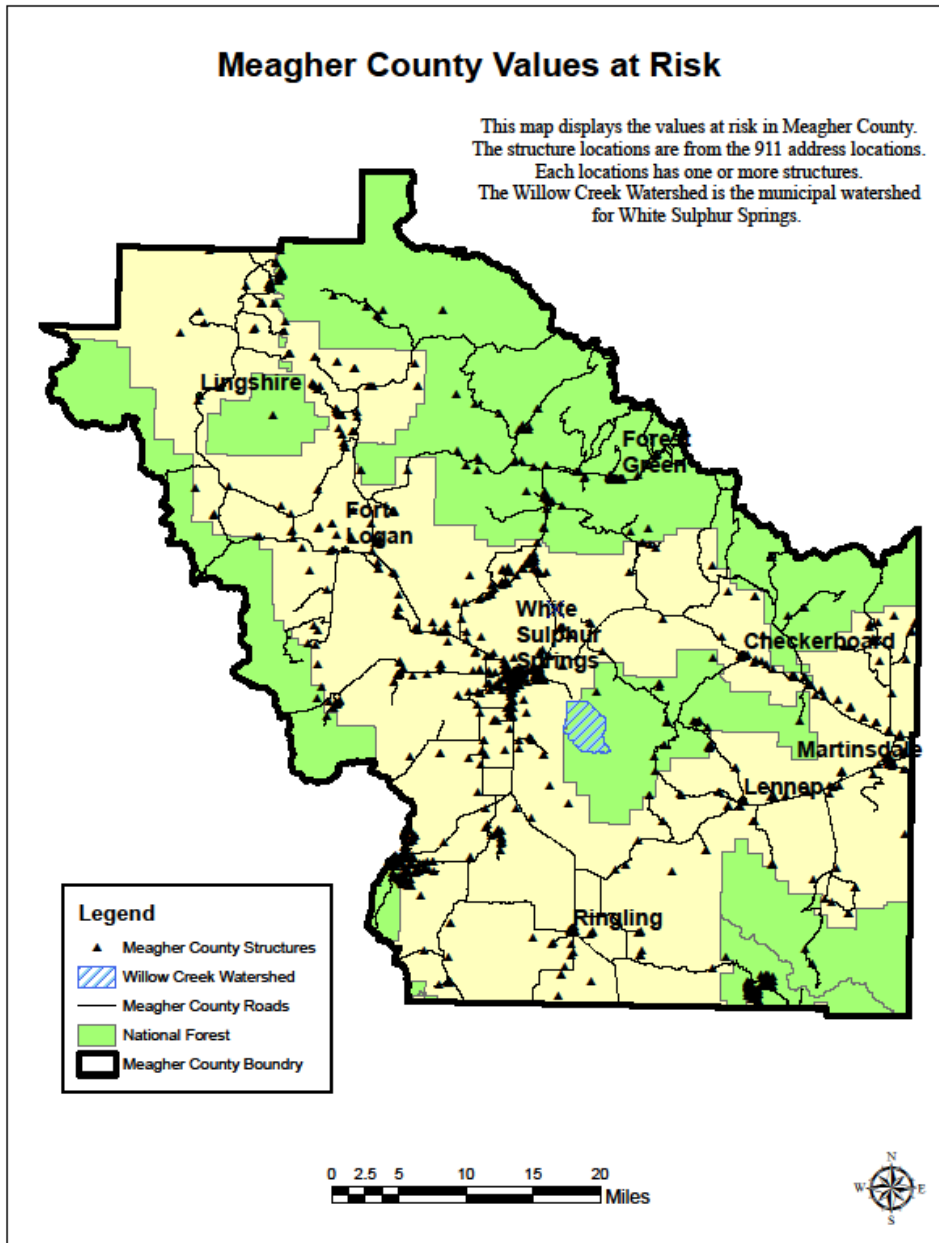 Meagher County Values at Risk
This map displays the values at risk in Meagher County.
The structure locations are from the 911 address locations.
Each locations has one or more structures.
The Willow Creek Watershed is the municipal watershed
for White Sulphur Springs.
Lingshire
Forest
Green
Fort
Logan
White
Sulphur
Springs
Checkerboard
Martinsdale
Lennep
Ringling
Legend
Meagher County Structures
Willow Creek Watershed
Meagher County Roads
National Forest
Meagher County Boundry
0 2.5 5 10 15 20
Miles
N
W E
S